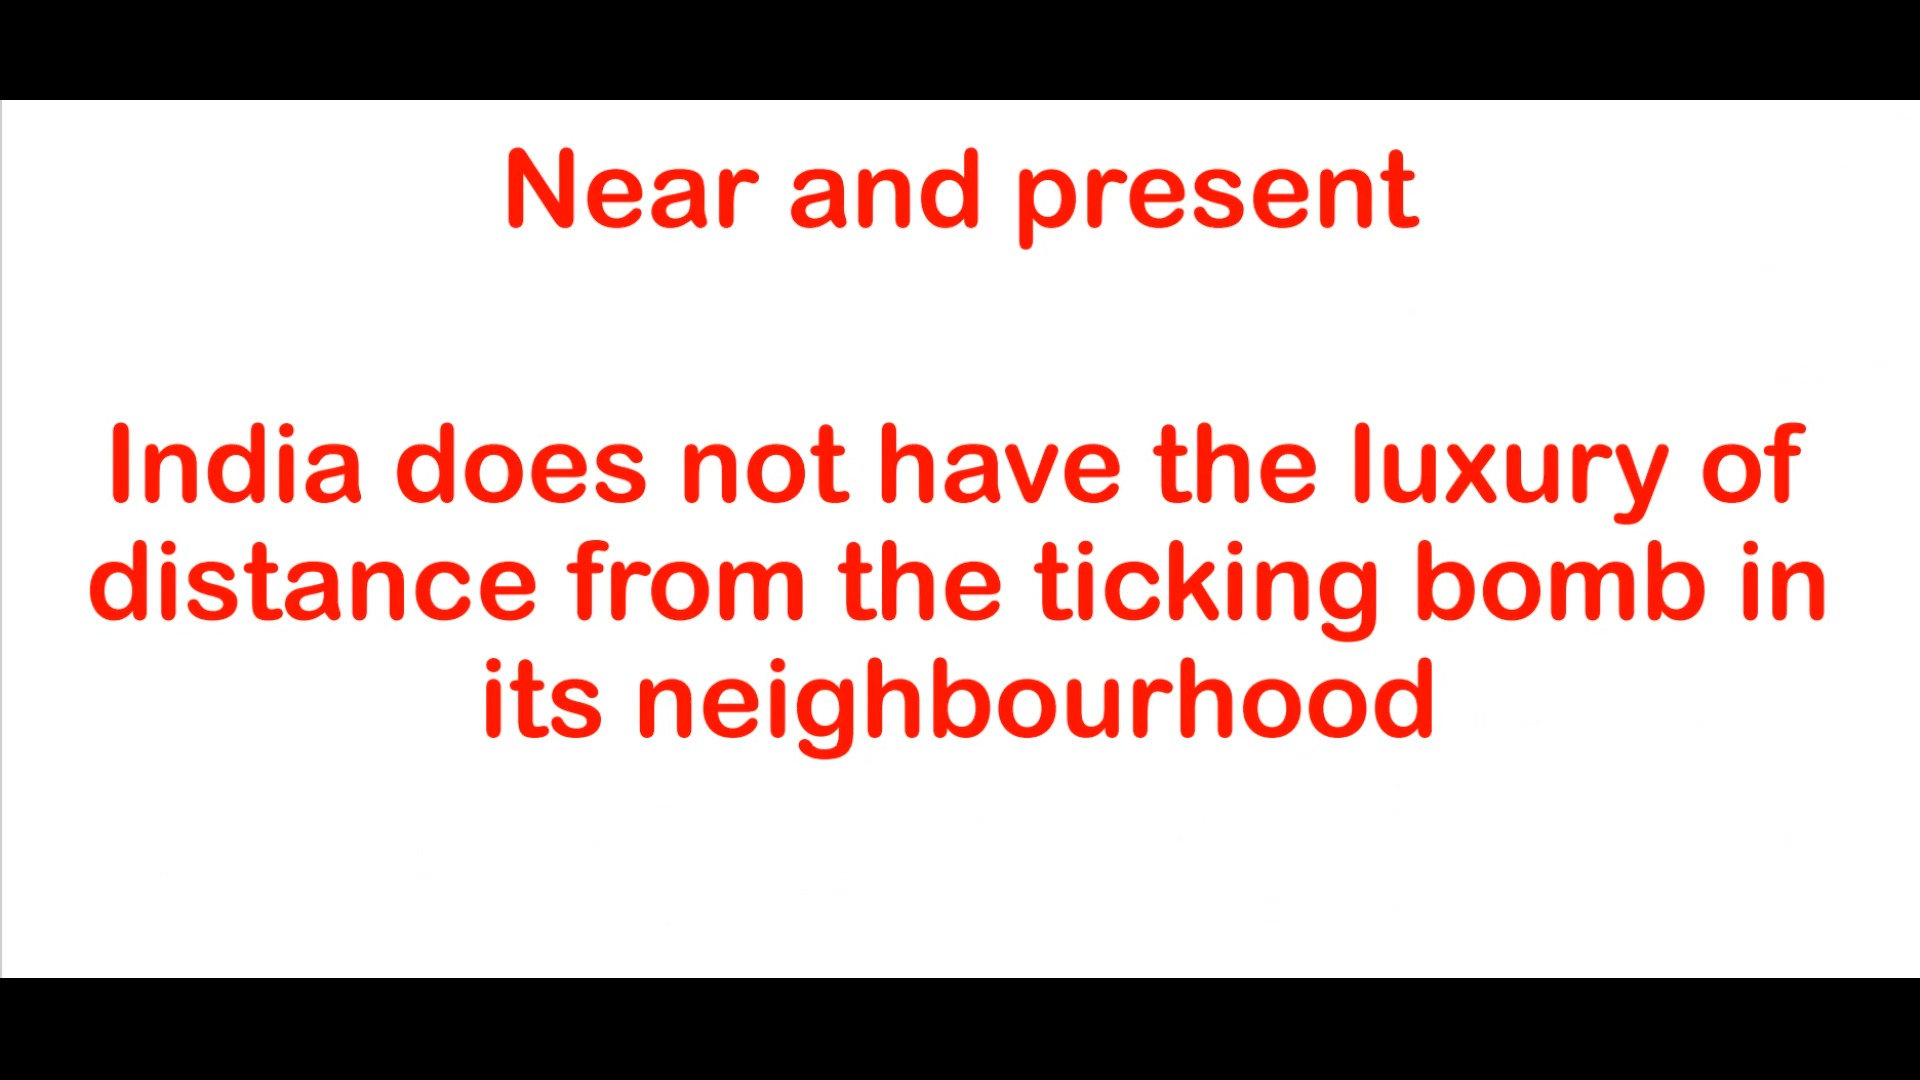 Near and present
India does not have the luxury of
distance from the ticking bomb in
its neighbourhood